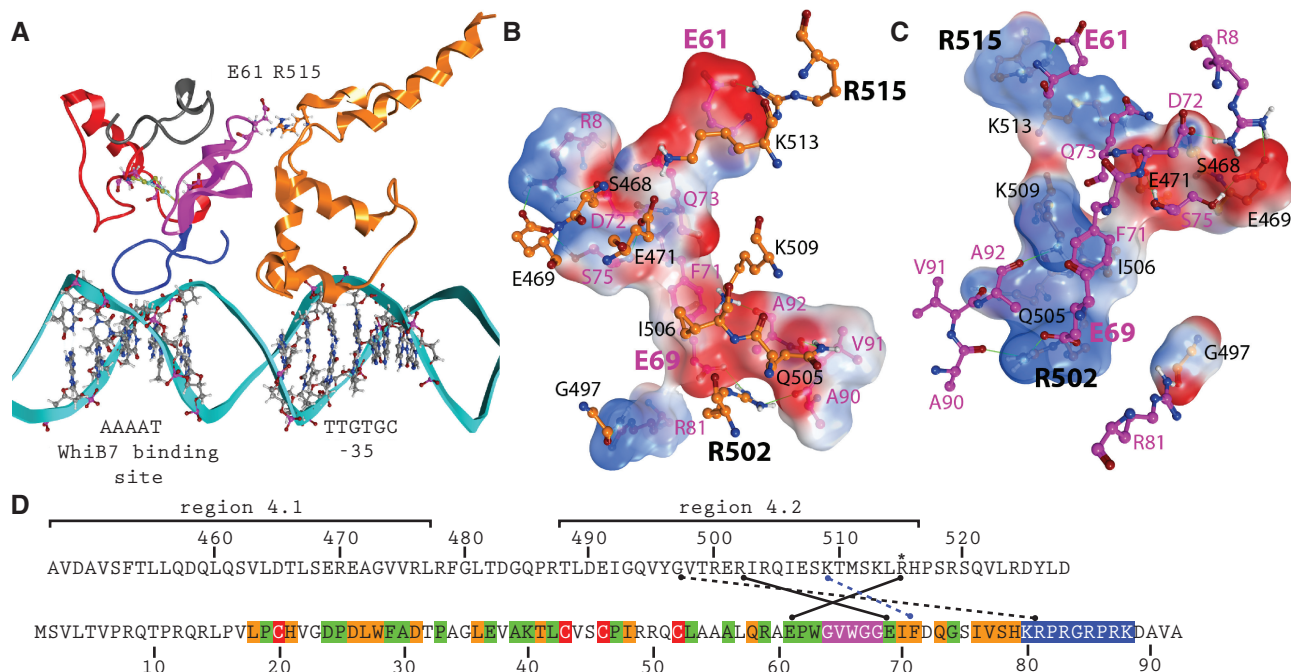 A
E61 R515
AAAAT
WhiB7 binding
site
TTGTGC
-35
B
E61
R515
R8
K513
S468
D72
Q73
E471
K509
E469
S75
F71
A92
I506
V91
E69
Q505
G497
A90
R81
R502
C
R515
E61
R8
D72
K513
Q73
S468
K509
E471
S75
E469
F71
A92
V91
I506
Q505
E69
G497
R502
A90
R81
D
region 4.1
region 4.2
460 470 480 490 500 510 520
*
AVDAVSFTLLQDQLQSVLDTLSEREAGVVRLRFGLTDGQPRTLDEIGQVYGVTRERIRQIESKTMSKLRHPSRSQVLRDYLD
MSVLTVPRQTPRQRLPVLPCHVGDPDLWFADTPAGLEVAKTLCVSCPIRRQCLAAALQRAEPWGVWGGEIFDQGSIVSHKRPRGRPRKDAVA
10 20 30 40 50 60 70 80 90